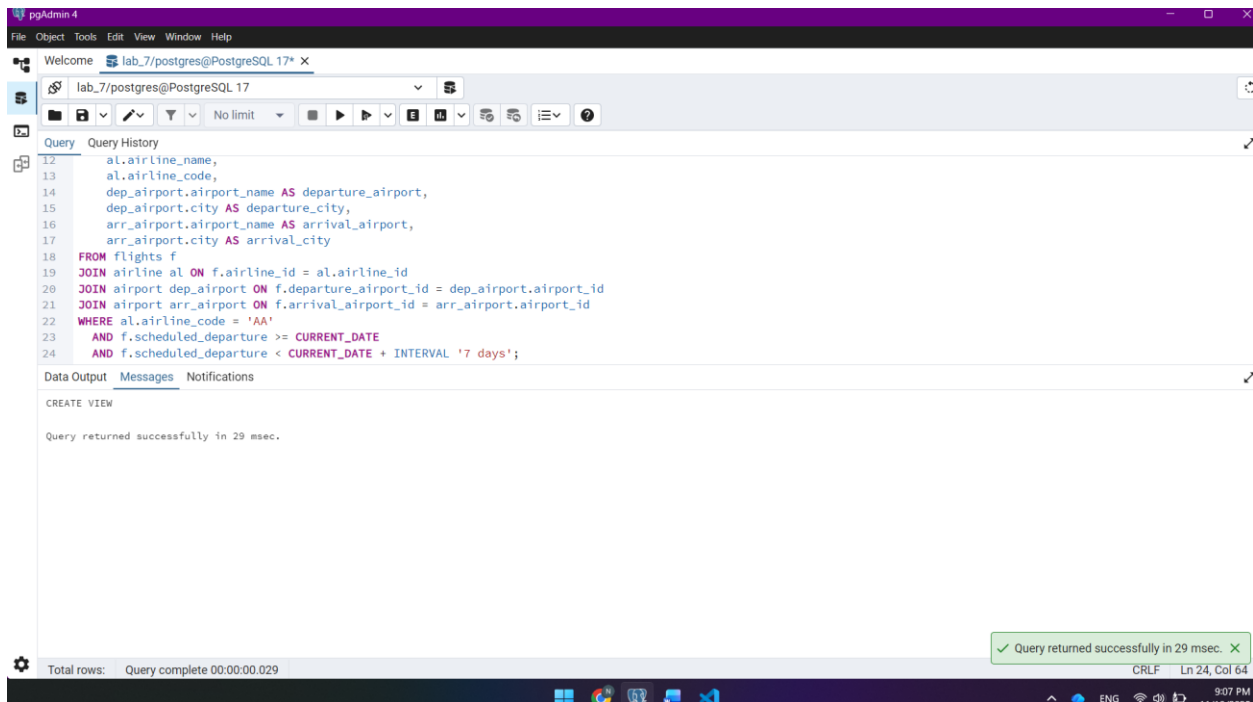 pgAdmin 4
File Object Tools Edit View Window Help
Welcome lab_7/postgres@PostgreSQL 17*
lab_7/postgres@PostgreSQL 17
No limit
Query Query History
12 al.airline_name,
13 al.airline_code,
14 dep_airport.airport_name AS departure_airport,
15 dep_airport.city AS departure_city,
16 arr_airport.airport_name AS arrival_airport,
17 arr_airport.city AS arrival_city
18 FROM flights f
19 JOIN airline al ON f.airline_id = al.airline_id
20 JOIN airport dep_airport ON f.departure_airport_id = dep_airport.airport_id
21 JOIN airport arr_airport ON f.arrival_airport_id = arr_airport.airport_id
22 WHERE al.airline_code = 'AA'
23 AND f.scheduled_departure >= CURRENT_DATE
24 AND f.scheduled_departure < CURRENT_DATE + INTERVAL '7 days';
Data Output Messages Notifications
CREATE VIEW
Query returned successfully in 29 msec.
Query returned successfully in 29 msec.
Total rows: Query complete 00:00:00.029 CRLF Ln 24, Col 64
ENG 9:07 PM